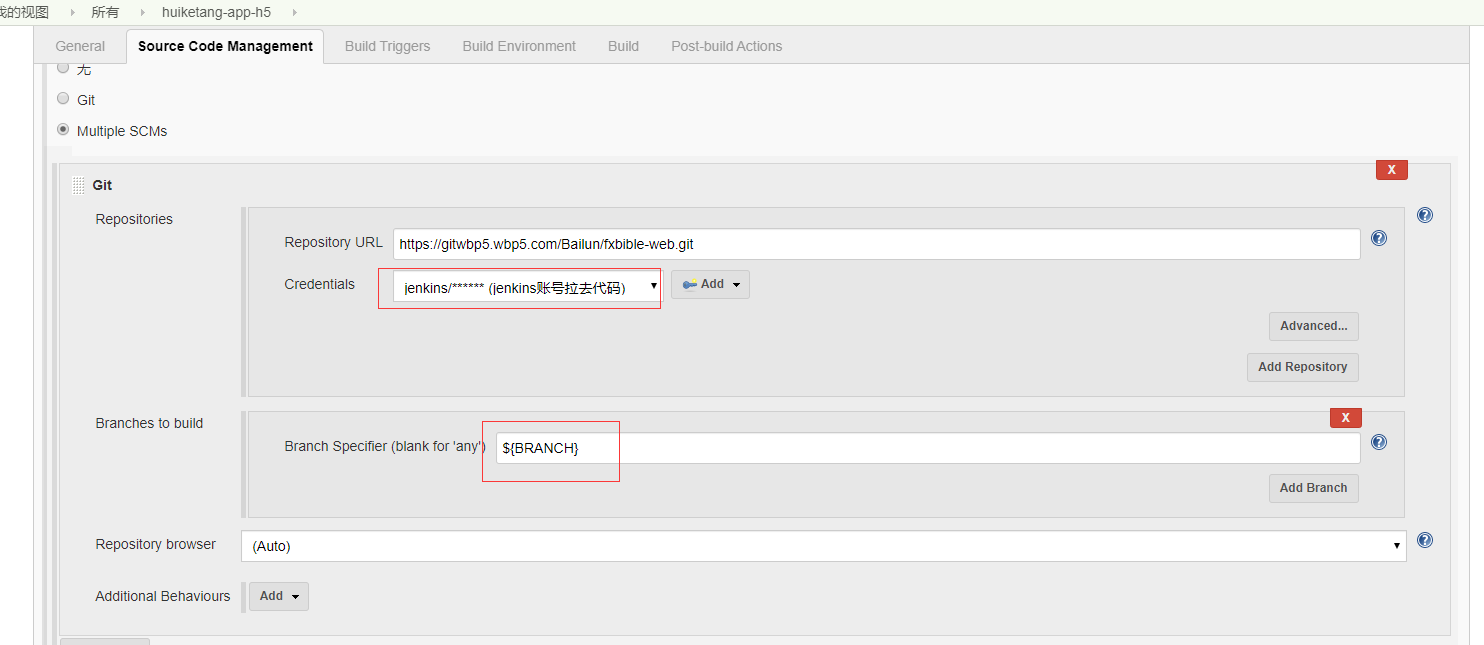 我的视图 所有 huiketang-app-h5
General Source Code Management Build Triggers Build Environment Build Post-build Actions
无
Git
Multiple SCMs
X
Git
Repositories
Repository URL https://gitwbp5.wbp5.com/Bailun/fxbible-web.git
Credentials jenkins/****** (jenkins账号拉去代码) Add
Advanced...
Add Repository
X
Branches to build
Branch Specifier (blank for 'any') ${BRANCH}
Add Branch
Repository browser (Auto)
Additional Behaviours Add